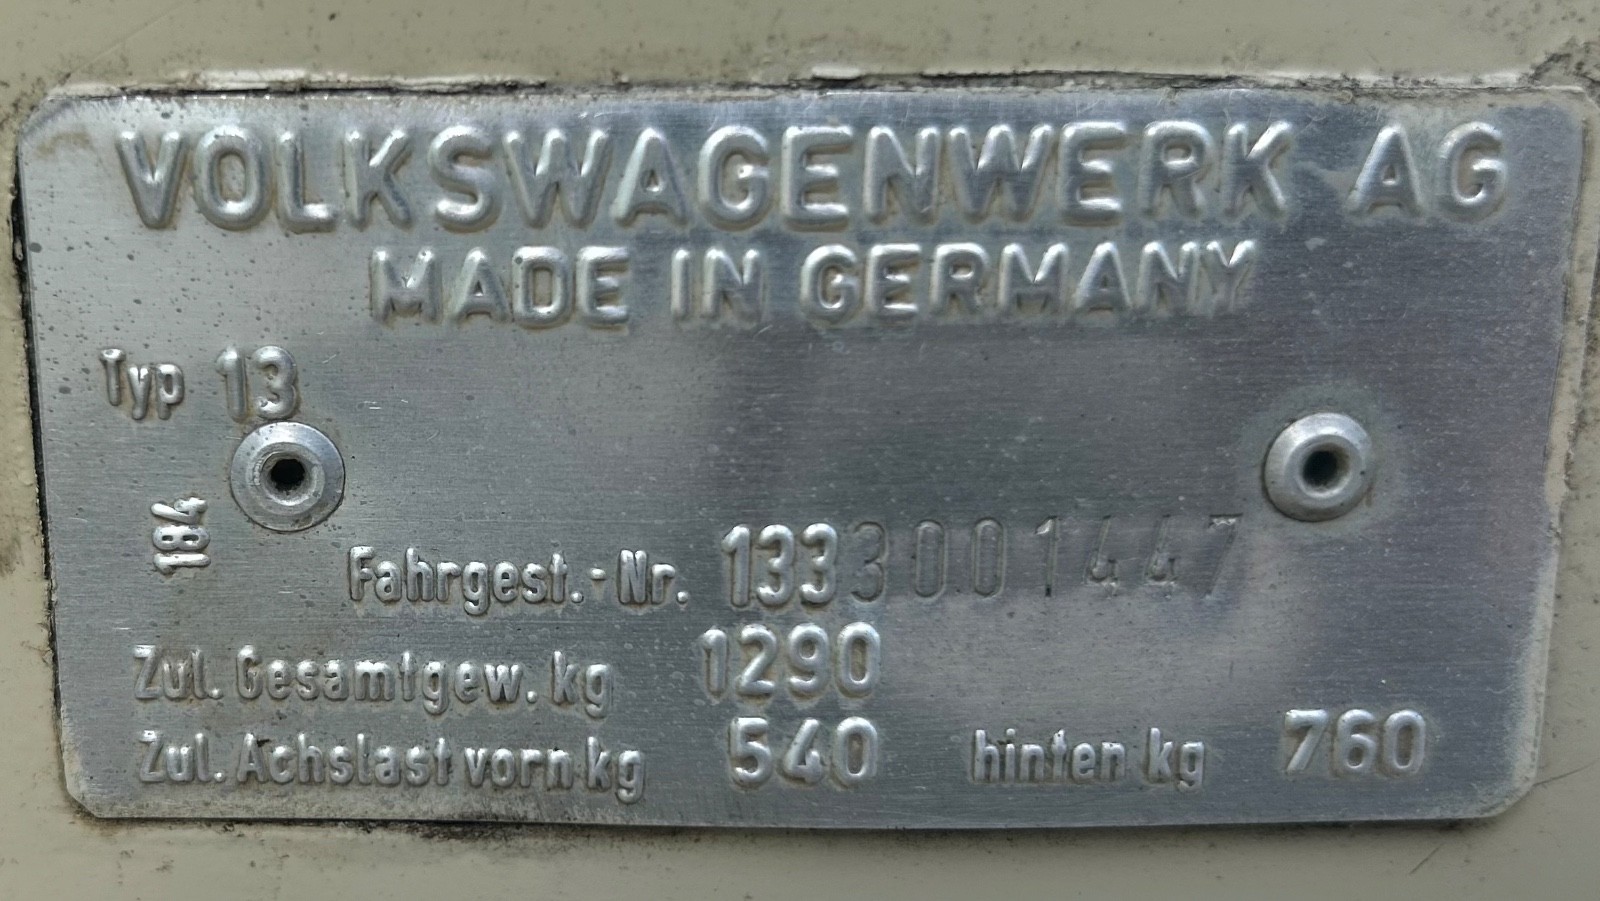 VOLKSWAGENWERK AG
MADE IN GERMANY
Typ 13
184
Fahrgest.-Nr. 1333001447
Zul. Gesamtgew. kg 1290
Zul. Achslast vorn kg 540 hinten kg 760